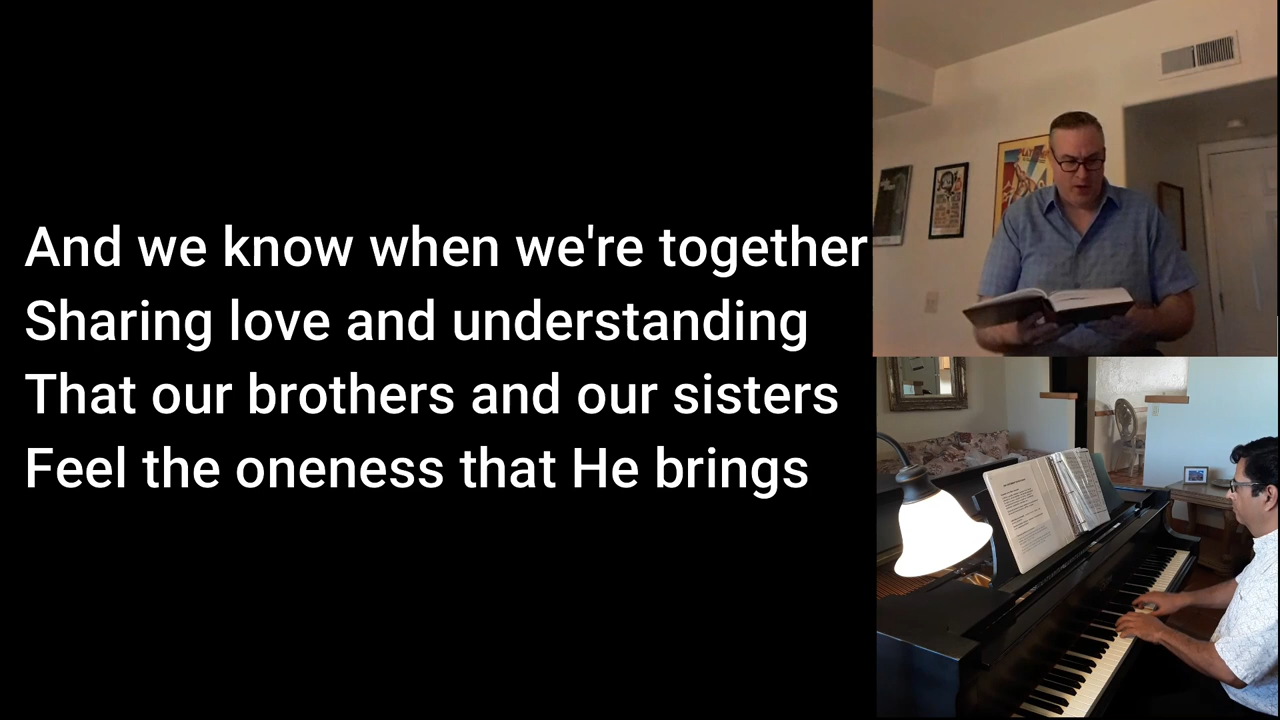 And we know when we're together
Sharing love and understanding
That our brothers and our sisters
Feel the oneness that He brings